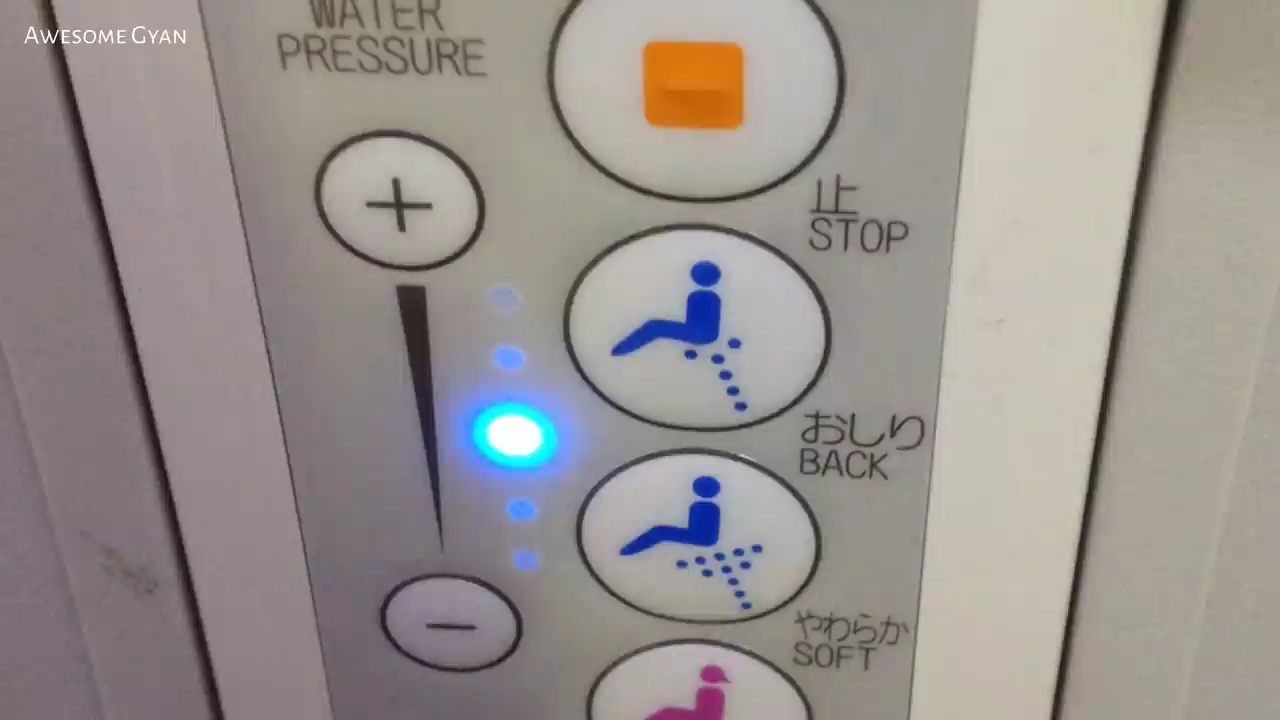 Awesome Gyan
WATER
PRESSURE
+
−
止
STOP
おしり
BACK
やわらか
SOFT